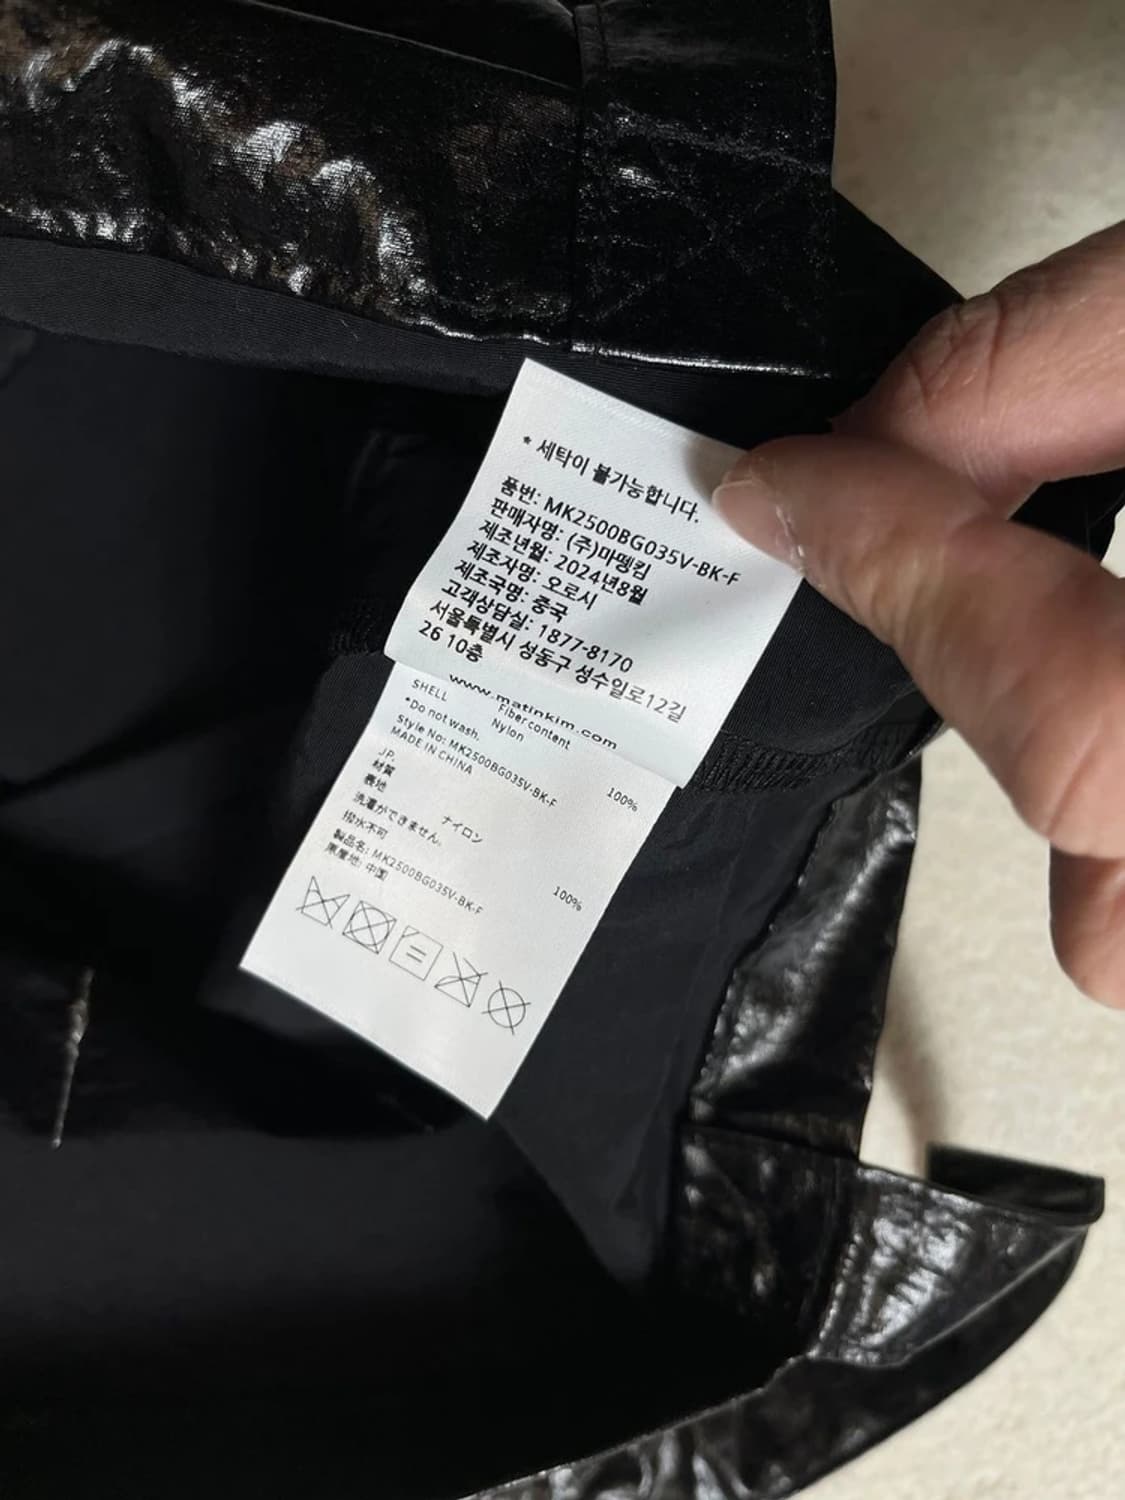 * 세탁이 불가능합니다.
품번: MK2500BG035V-BK-F
판매자명: (주)마뗑킴
제조년월: 2024년8월
제조자명: 오로시
제조국명: 중국
고객상담실: 1877-8170
서울특별시 성동구 성수일로12길
26 10층
www.matinkim.com
Fiber content
SHELL Nylon 100%
*Do not wash.
Style No: MK2500BG035V-BK-F
MADE IN CHINA
JP.
材質
表地 ナイロン 100%
洗濯ができません。
撥水不可
製品名: MK2500BG035V-BK-F
原産地: 中国